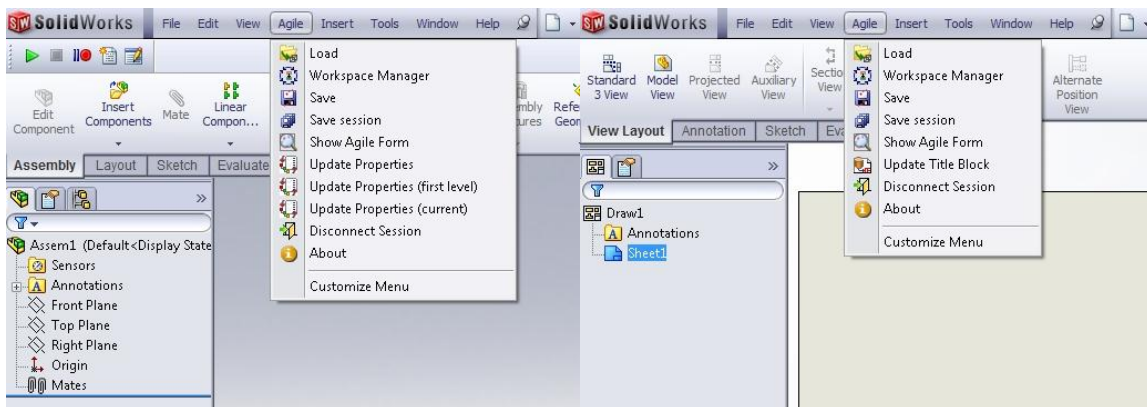 SolidWorks File Edit View Agile Insert Tools Window Help
Edit Component
Insert Components
Mate
Linear Compon...
Assembly Layout Sketch Evaluate
Assem1 (Default<Display State
Sensors
Annotations
Front Plane
Top Plane
Right Plane
Origin
Mates
Load
Workspace Manager
Save
Save session
Show Agile Form
Update Properties
Update Properties (first level)
Update Properties (current)
Disconnect Session
About
Customize Menu
SolidWorks File Edit View Agile Insert Tools Window Help
Standard 3 View
Model View
Projected View
Auxiliary View
View
Alternate Position View
View Layout Annotation Sketch
Draw1
Annotations
Sheet1
Load
Workspace Manager
Save
Save session
Show Agile Form
Update Title Block
Disconnect Session
About
Customize Menu